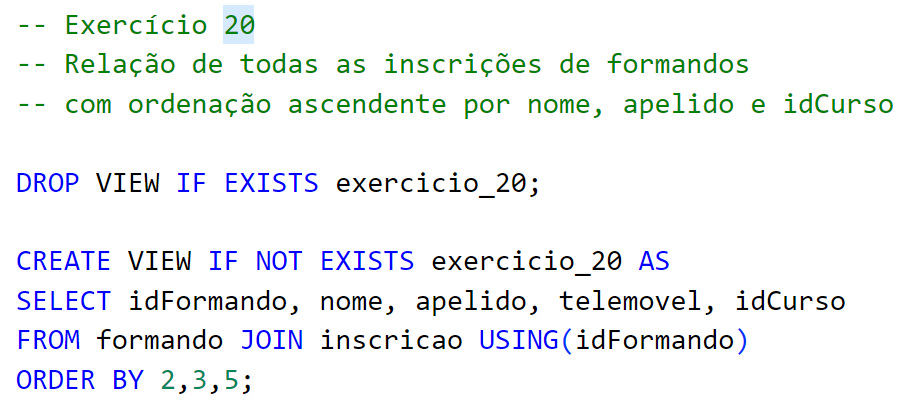 -- Exercício 20
-- Relação de todas as inscrições de formandos
-- com ordenação ascendente por nome, apelido e idCurso
DROP VIEW IF EXISTS exercicio_20;
CREATE VIEW IF NOT EXISTS exercicio_20 AS
SELECT idFormando, nome, apelido, telemovel, idCurso
FROM formando JOIN inscricao USING(idFormando)
ORDER BY 2,3,5;